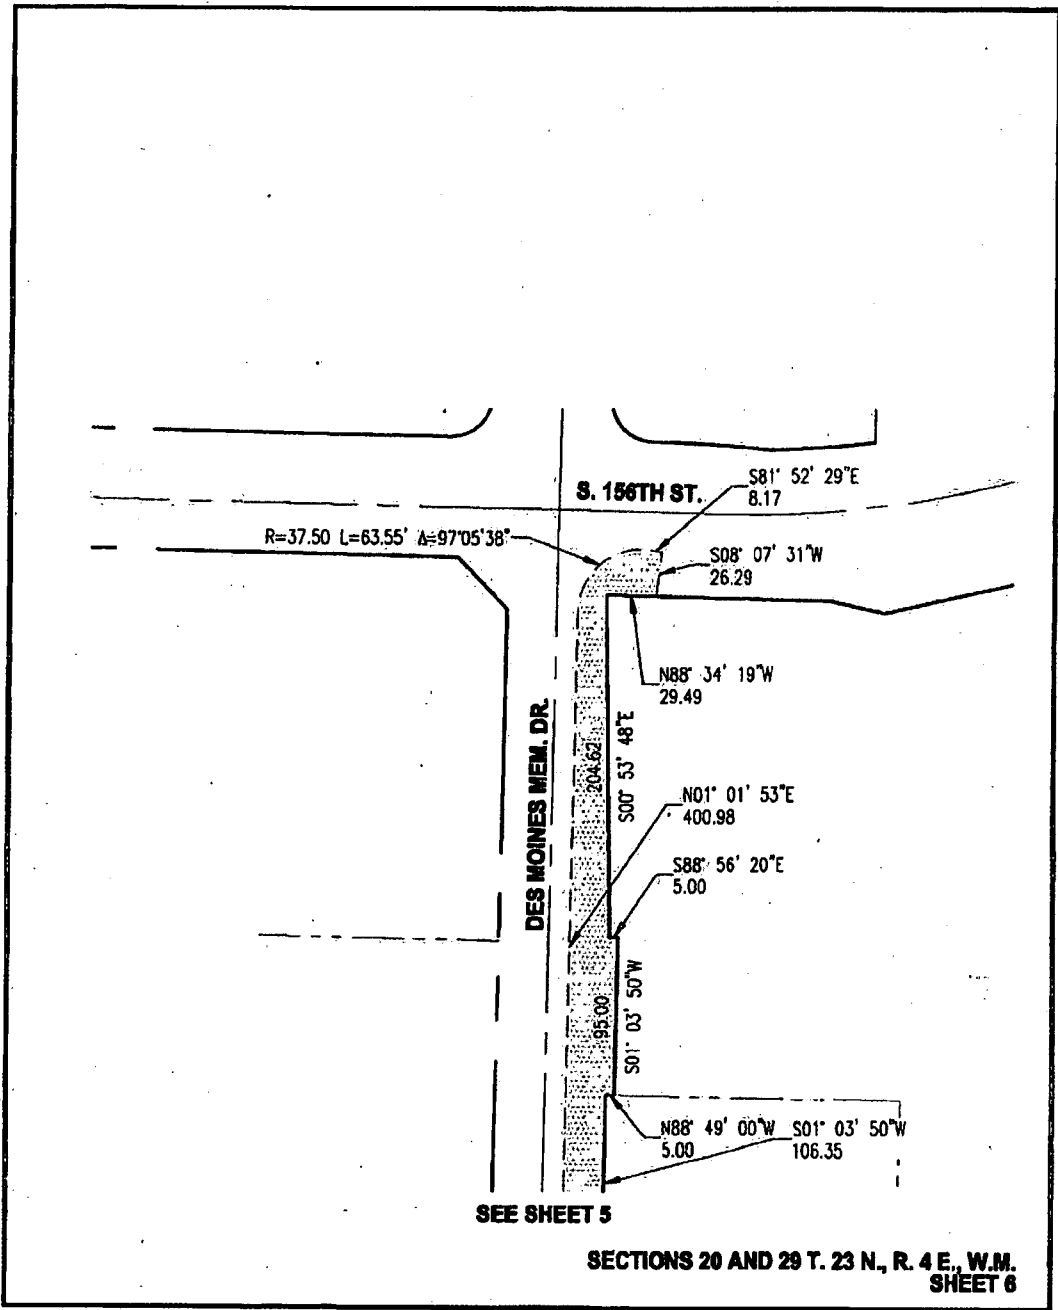 S. 156TH ST.
S81° 52' 29"E
8.17
R=37.50 L=63.55' Δ=97°05'38"
S08° 07' 31"W
26.29
N88° 34' 19"W
29.49
DES MOINES MEM. DR.
204.62
S00° 53' 48"E
N01° 01' 53"E
400.98
S88° 56' 20"E
5.00
95.00
S01° 03' 50"W
N88° 49' 00"W
5.00
S01° 03' 50"W
106.35
SEE SHEET 5
SECTIONS 20 AND 29 T. 23 N., R. 4 E., W.M.
SHEET 6